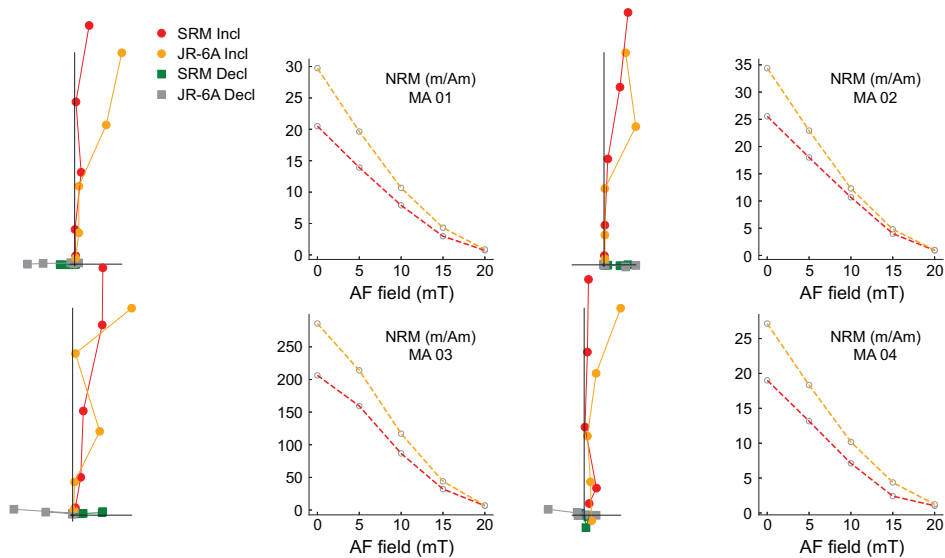 SRM Incl
JR-6A Incl
SRM Decl
JR-6A Decl
NRM (m/Am)
MA 01
30
25
20
15
10
5
0
0 5 10 15 20
AF field (mT)
NRM (m/Am)
MA 02
35
30
25
20
15
10
5
0
0 5 10 15 20
AF field (mT)
NRM (m/Am)
MA 03
250
200
150
100
50
0
0 5 10 15 20
AF field (mT)
NRM (m/Am)
MA 04
25
20
15
10
5
0
0 5 10 15 20
AF field (mT)